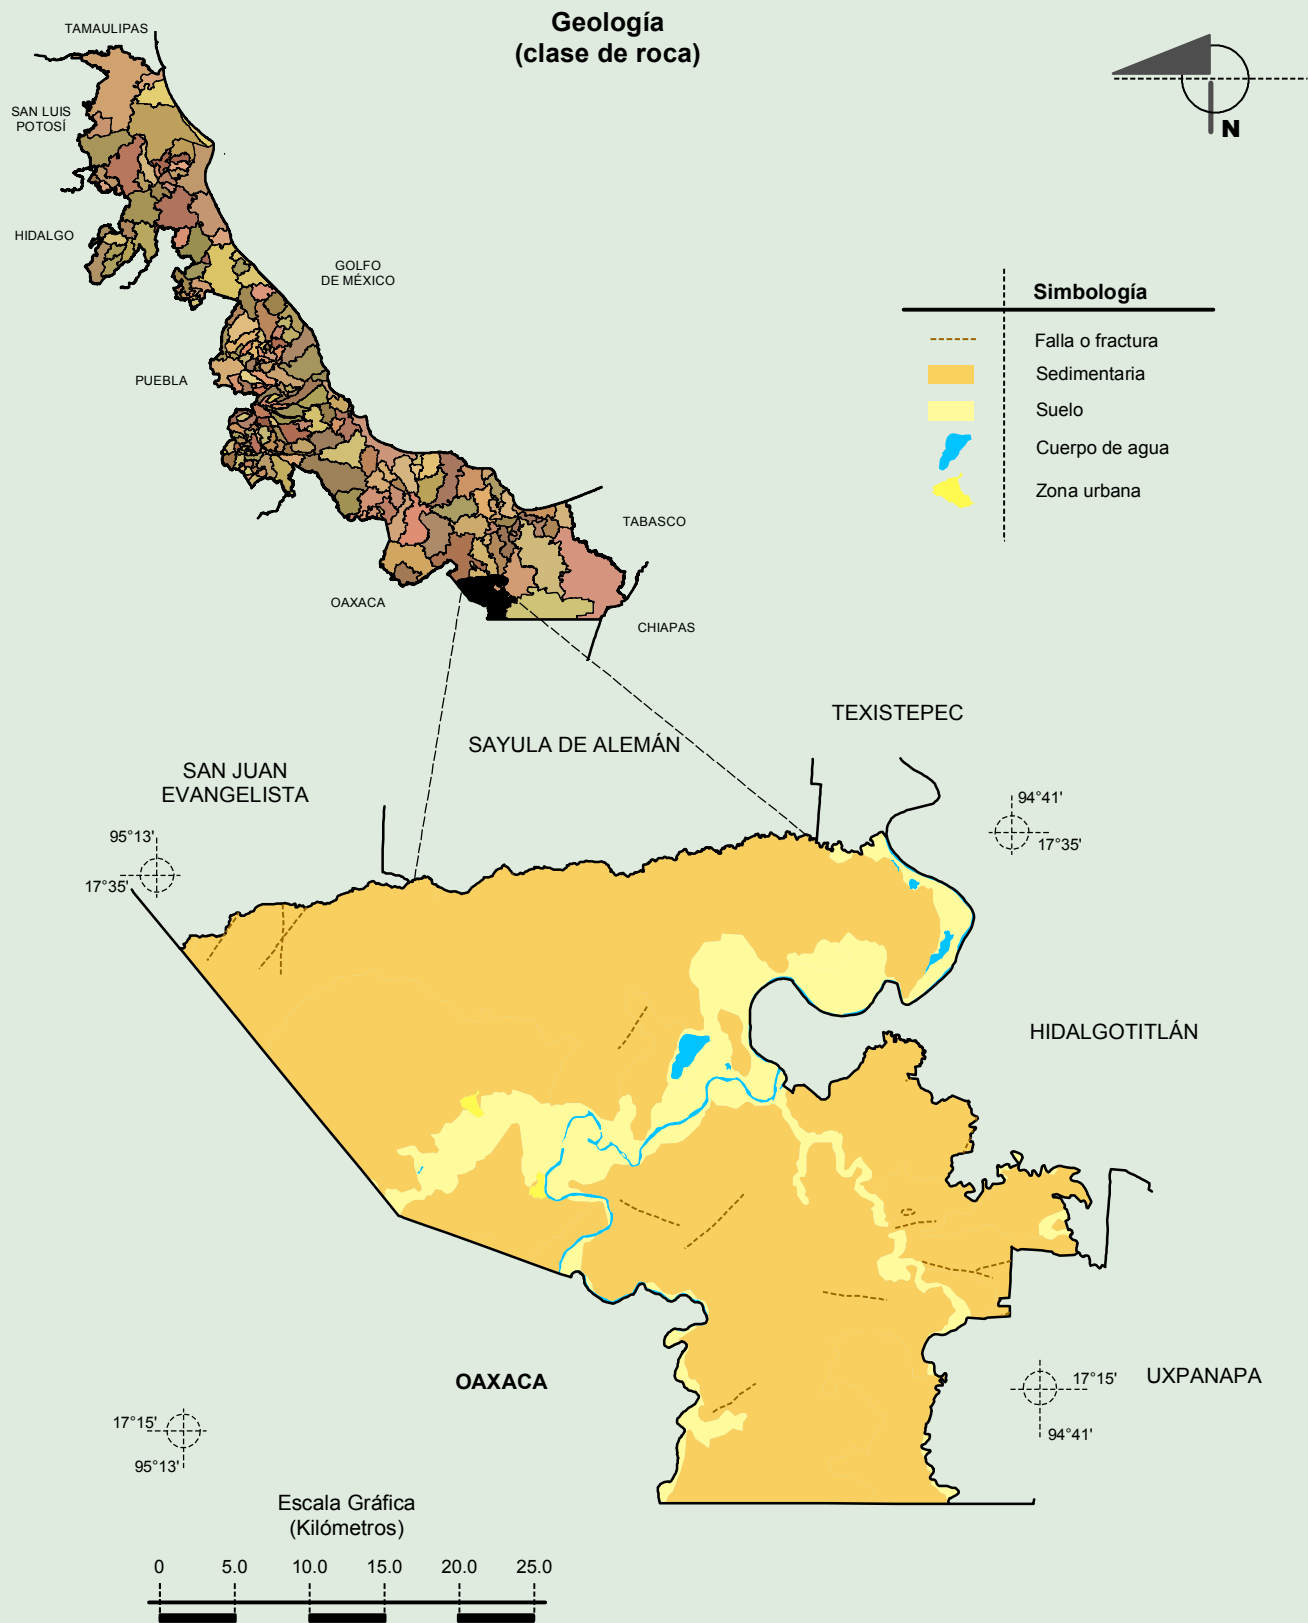 Geología
(clase de roca)
TAMAULIPAS
SAN LUIS
POTOSÍ
HIDALGO
GOLFO
DE MÉXICO
PUEBLA
OAXACA
TABASCO
CHIAPAS
N
Simbología
Falla o fractura
Sedimentaria
Suelo
Cuerpo de agua
Zona urbana
TEXISTEPEC
SAYULA DE ALEMÁN
SAN JUAN
EVANGELISTA
95°13'
17°35'
94°41'
17°35'
HIDALGOTITLÁN
OAXACA
UXPANAPA
17°15'
94°41'
17°15'
95°13'
Escala Gráfica
(Kilómetros)
0 5.0 10.0 15.0 20.0 25.0